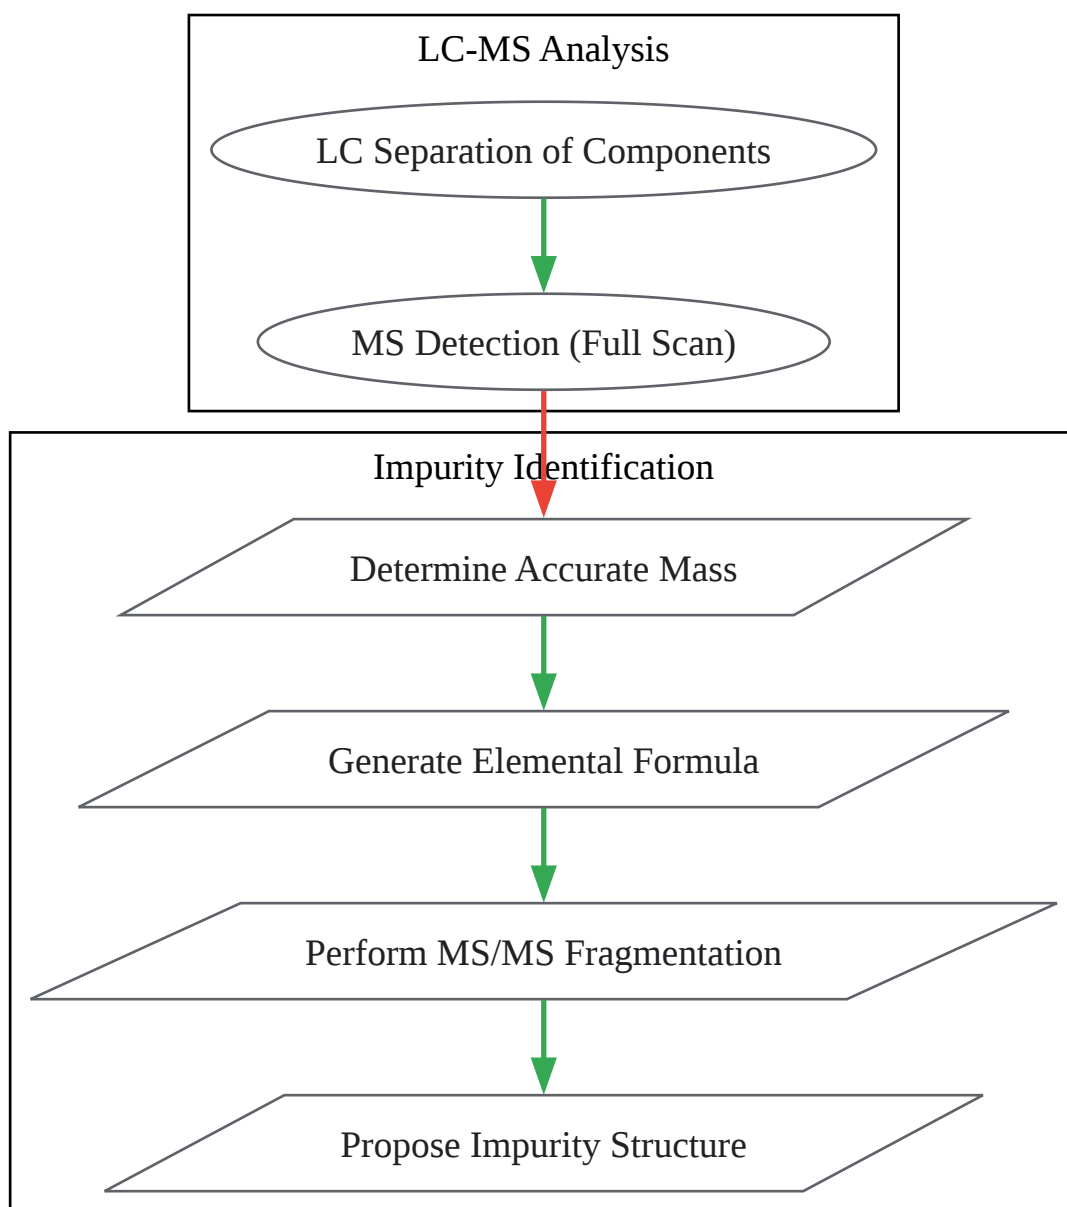 LC-MS Analysis
LC Separation of Components
MS Detection (Full Scan)
Impurity Identification
Determine Accurate Mass
Generate Elemental Formula
Perform MS/MS Fragmentation
Propose Impurity Structure